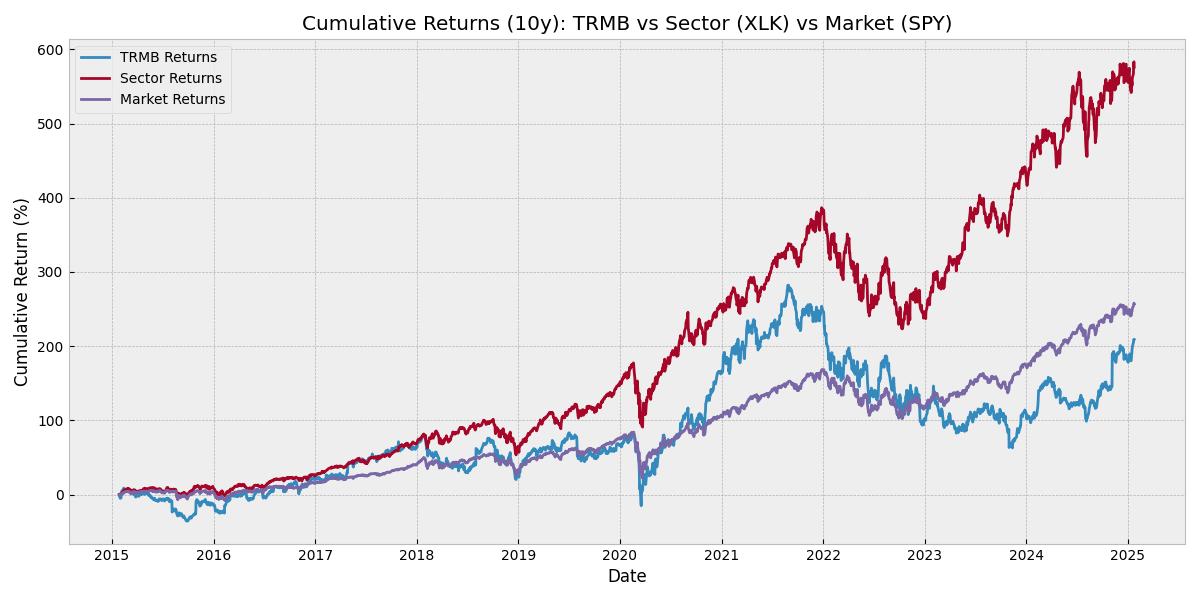 Cumulative Returns (10y): TRMB vs Sector (XLK) vs Market (SPY)
TRMB Returns
Sector Returns
Market Returns
Cumulative Return (%)
600
500
400
300
200
100
0
2015 2016 2017 2018 2019 2020 2021 2022 2023 2024 2025
Date